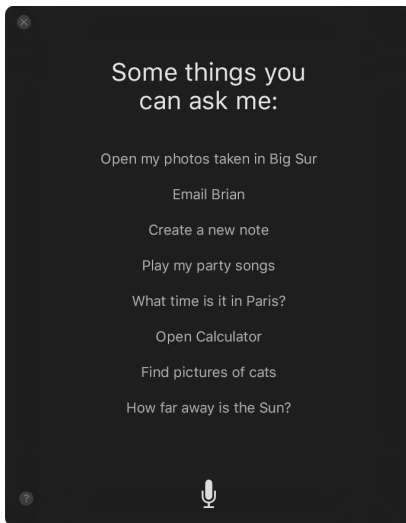 Some things you
can ask me:
Open my photos taken in Big Sur
Email Brian
Create a new note
Play my party songs
What time is it in Paris?
Open Calculator
Find pictures of cats
How far away is the Sun?
?